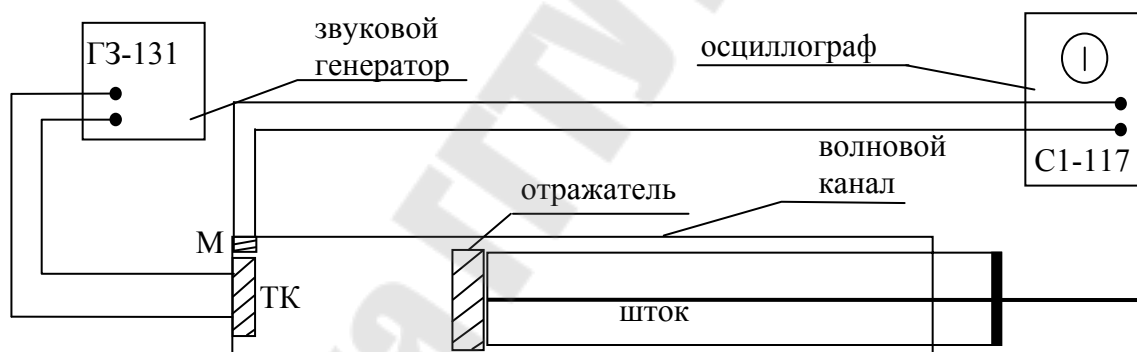 ГЗ-131
звуковой
генератор
осциллограф
С1-117
волновой
канал
отражатель
М
ТК
шток